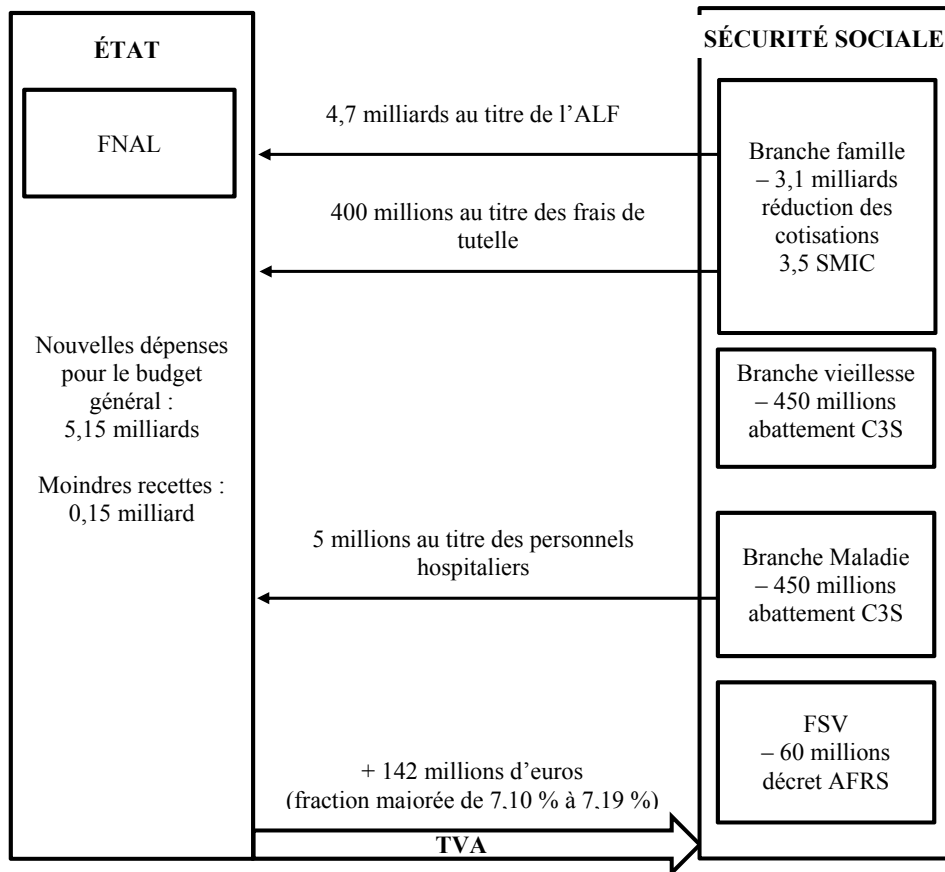 ÉTAT
FNAL
Nouvelles dépenses
pour le budget
général :
5,15 milliards
Moindres recettes :
0,15 milliard
4,7 milliards au titre de l’ALF
400 millions au titre des frais de
tutelle
5 millions au titre des personnels
hospitaliers
+ 142 millions d’euros
(fraction majorée de 7,10 % à 7,19 %)
TVA
SÉCURITÉ SOCIALE
Branche famille
– 3,1 milliards
réduction des
cotisations
3,5 SMIC
Branche vieillesse
– 450 millions
abattement C3S
Branche Maladie
– 450 millions
abattement C3S
FSV
– 60 millions
décret AFRS